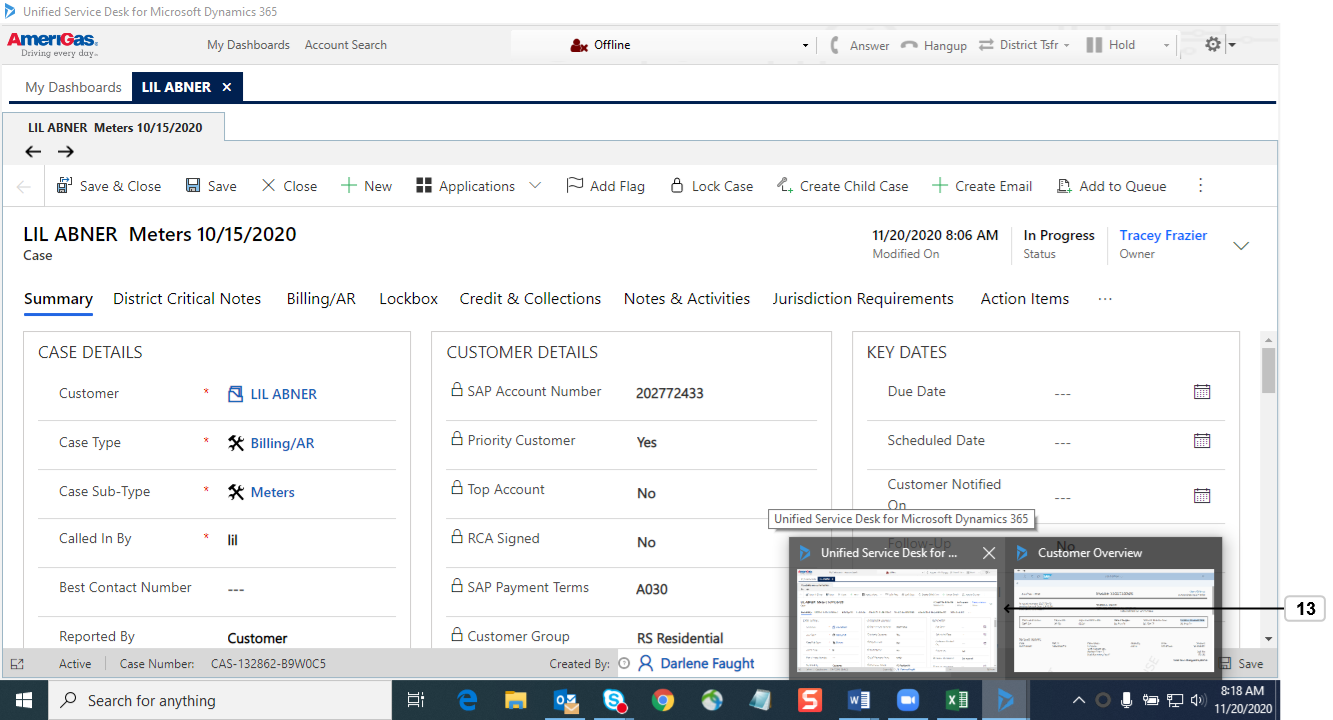 Unified Service Desk for Microsoft Dynamics 365
AmeriGas
Driving every day
My Dashboards Account Search Offline Answer Hangup District Tsfr Hold
My Dashboards LIL ABNER ×
LIL ABNER Meters 10/15/2020
Save & Close Save Close New Applications Add Flag Lock Case Create Child Case Create Email Add to Queue
LIL ABNER Meters 10/15/2020
Case
11/20/2020 8:06 AM
Modified On
In Progress
Status
Tracey Frazier
Owner
Summary District Critical Notes Billing/AR Lockbox Credit & Collections Notes & Activities Jurisdiction Requirements Action Items ...
CASE DETAILS
Customer * LIL ABNER
Case Type * Billing/AR
Case Sub-Type * Meters
Called In By * lil
Best Contact Number ---
Reported By Customer
CUSTOMER DETAILS
SAP Account Number 202772433
Priority Customer Yes
Top Account No
RCA Signed No
SAP Payment Terms A030
Customer Group RS Residential
KEY DATES
Due Date ---
Scheduled Date ---
Customer Notified
On ---
Follow-Up No
Unified Service Desk for Microsoft Dynamics 365
Unified Service Desk for ...
Customer Overview
13
Active Case Number: CAS-132862-B9W0C5 Created By: Darlene Faught Save
Search for anything
8:18 AM
11/20/2020